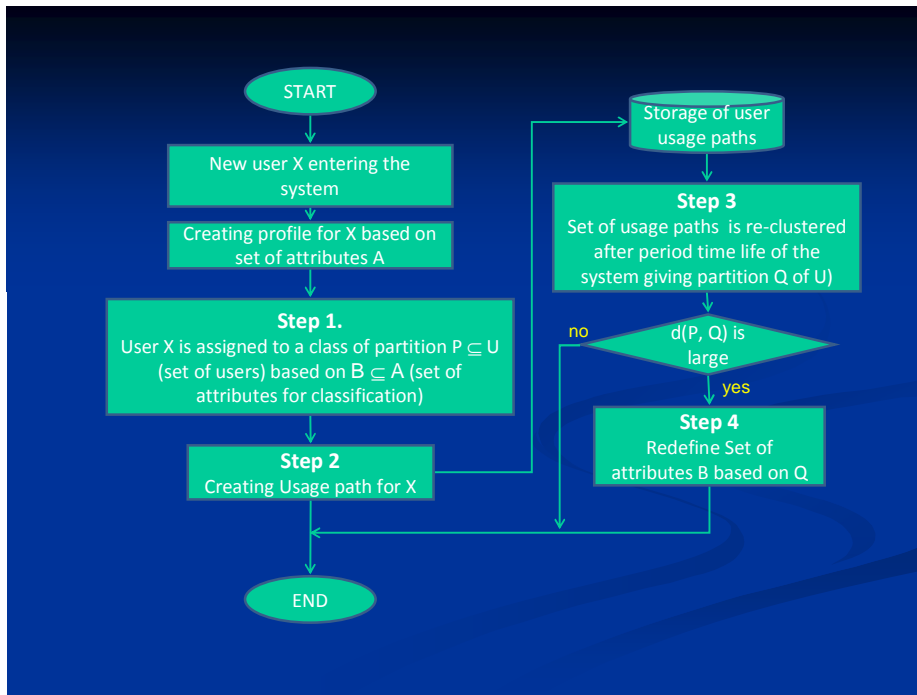 START
New user X entering the
system
Creating profile for X based on
set of attributes A
Step 1.
User X is assigned to a class of partition P ⊆ U
(set of users) based on B ⊆ A (set of
attributes for classification)
Step 2
Creating Usage path for X
END
Storage of user
usage paths
Step 3
Set of usage paths is re-clustered
after period time life of the
system giving partition Q of U)
no
d(P, Q) is
large
yes
Step 4
Redefine Set of
attributes B based on Q